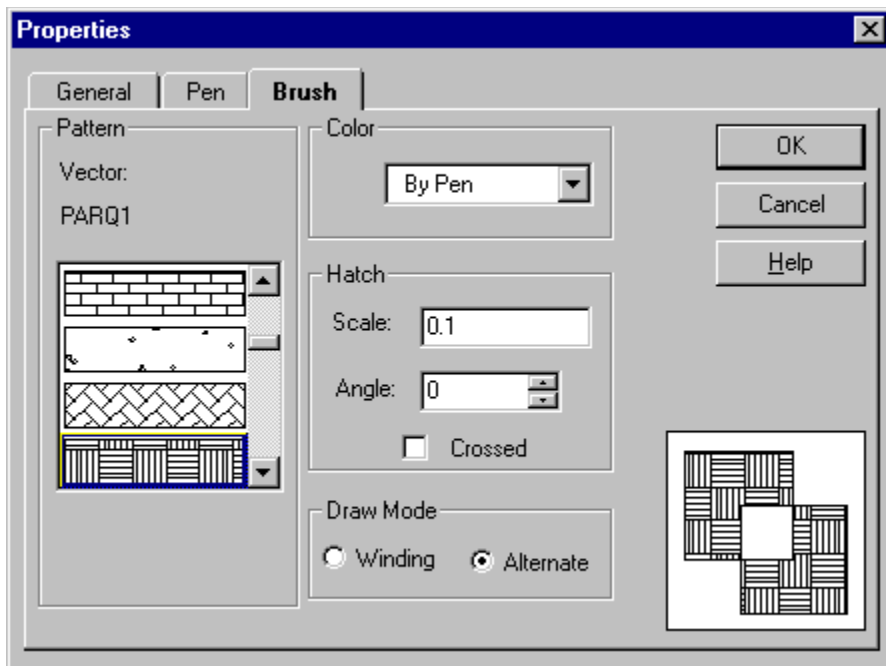 Properties
General Pen Brush
Pattern
Vector:
PARQ1
Color
By Pen
Hatch
Scale: 0.1
Angle: 0
Crossed
Draw Mode
Winding Alternate
OK
Cancel
Help